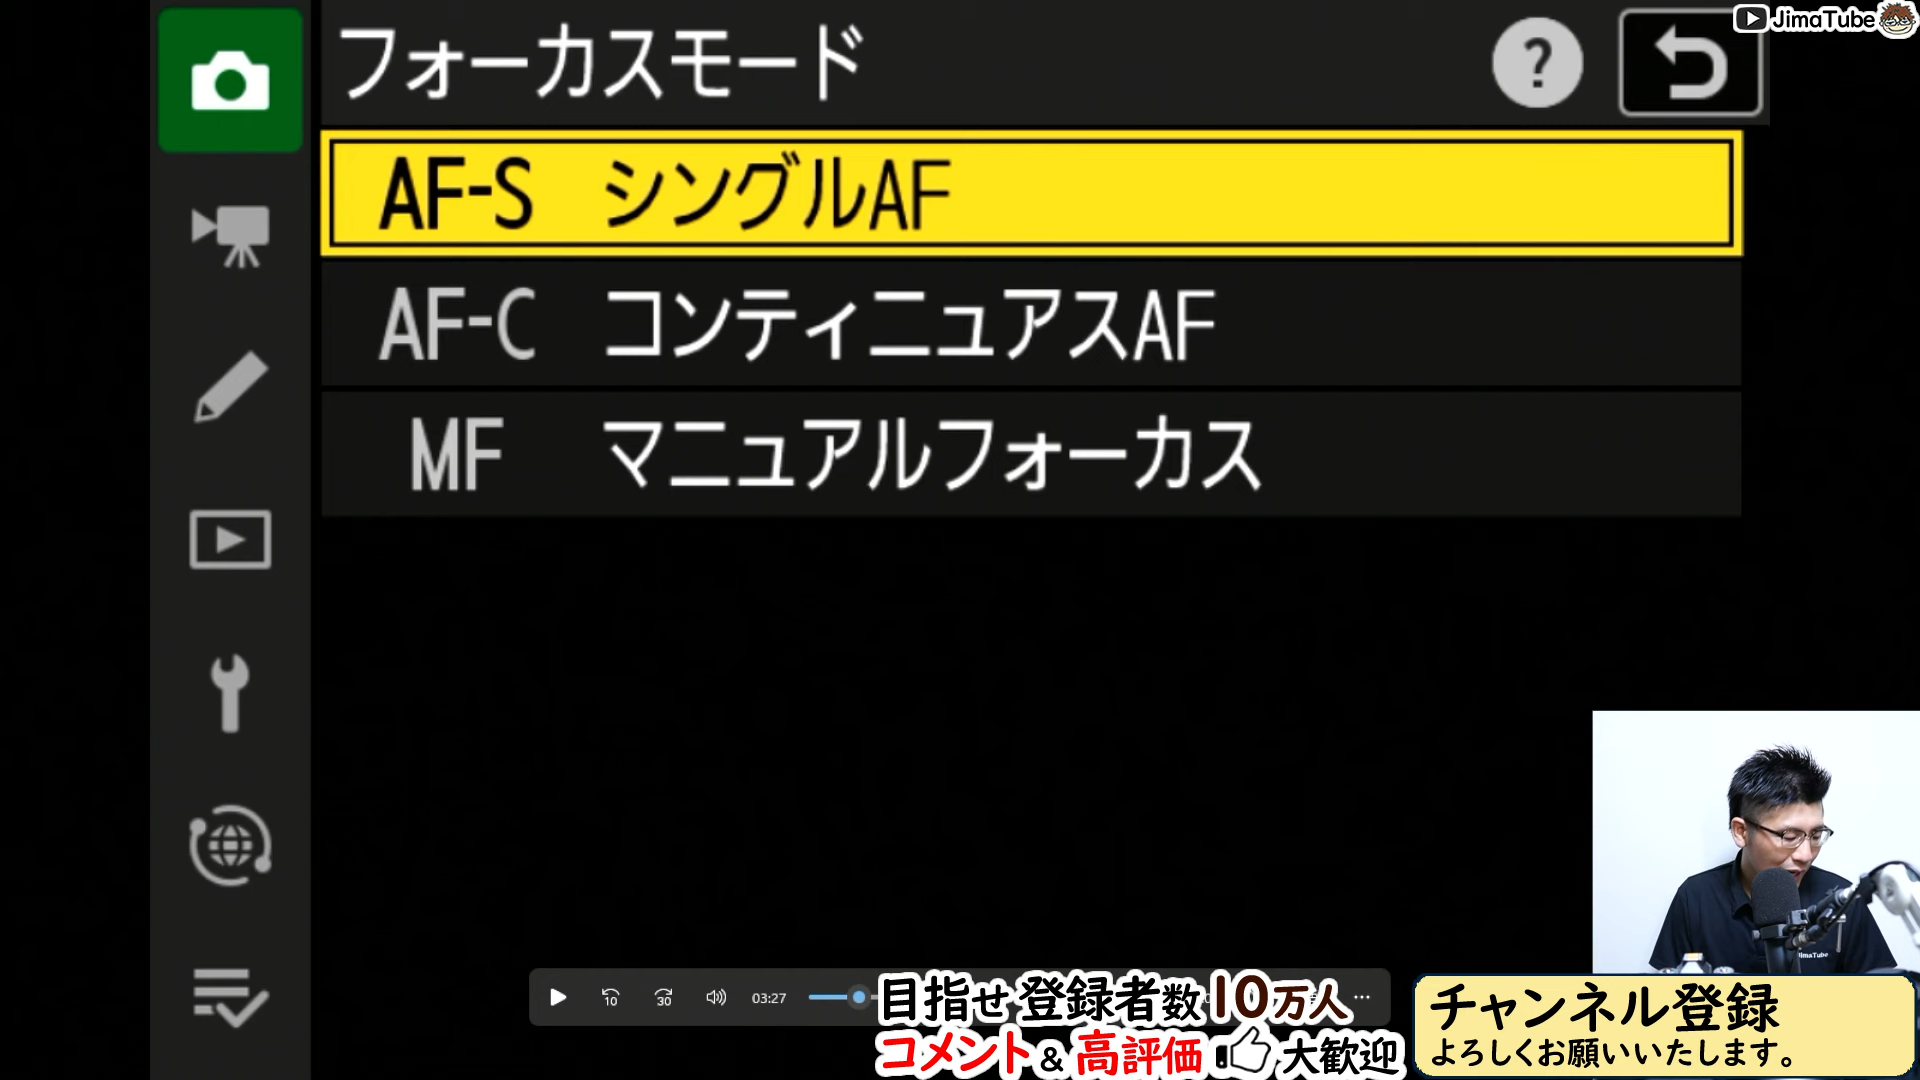 JimaTube
フォーカスモード
?
AF-S シングルAF
AF-C コンティニュアスAF
MF マニュアルフォーカス
10
30
03:27
目指せ登録者数10万人
コメント&高評価大歓迎
JimaTube
チャンネル登録
よろしくお願いいたします。